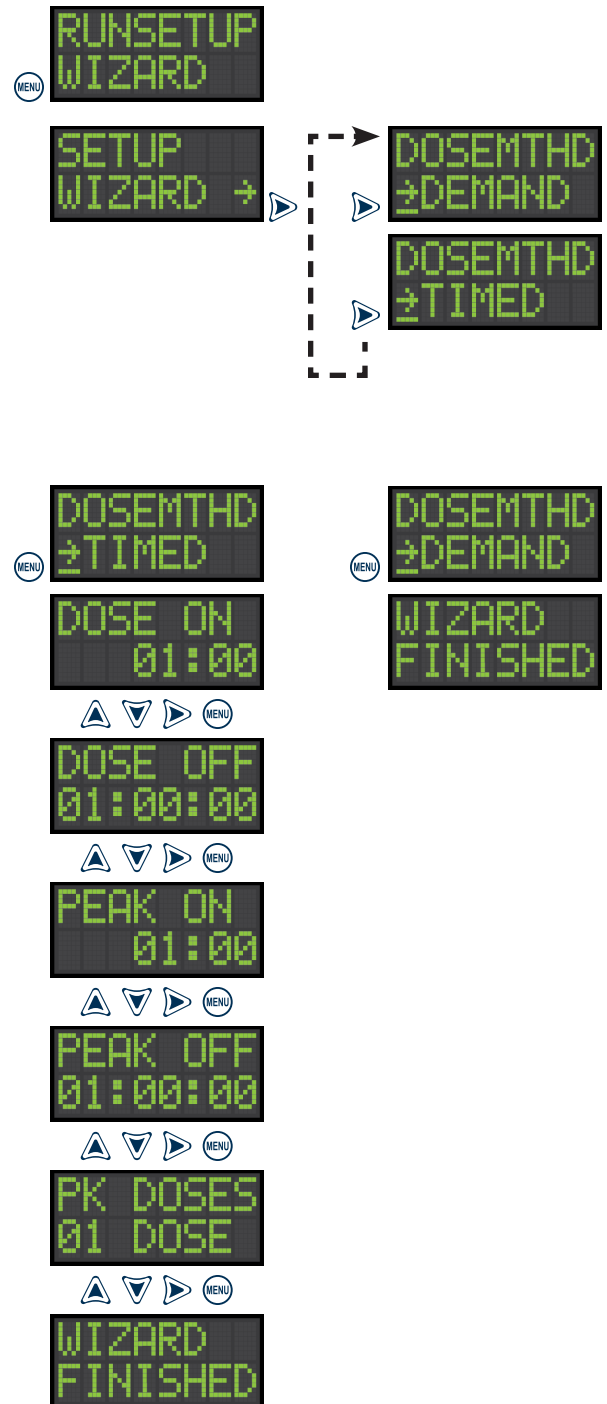 RUNSETUP
WIZARD
MENU
SETUP
WIZARD →
DOSEMTHD
→DEMAND
DOSEMTHD
→TIMED
DOSEMTHD
→TIMED
MENU
DOSE ON
01:00
MENU
DOSE OFF
01:00:00
MENU
PEAK ON
01:00
MENU
PEAK OFF
01:00:00
MENU
PK DOSES
01 DOSE
MENU
WIZARD
FINISHED
DOSEMTHD
→DEMAND
MENU
WIZARD
FINISHED